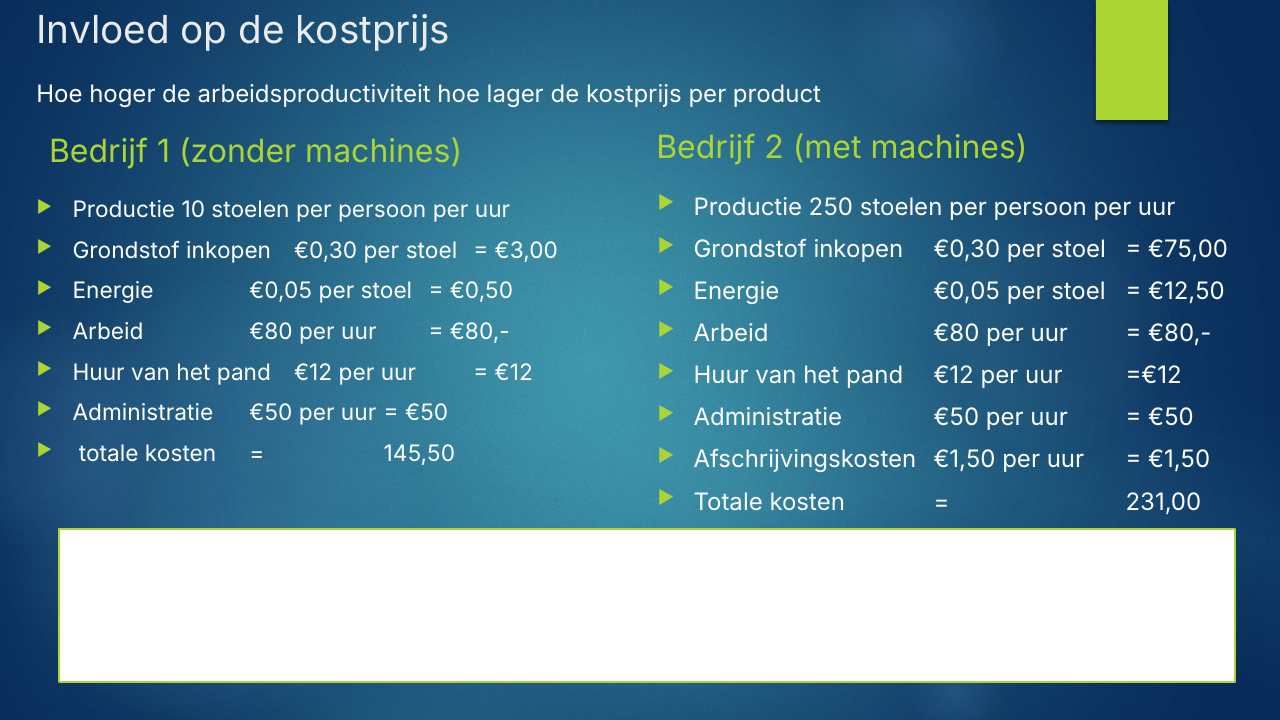 Invloed op de kostprijs
Hoe hoger de arbeidsproductiviteit hoe lager de kostprijs per product
Bedrijf 1 (zonder machines)
Productie 10 stoelen per persoon per uur
Grondstof inkopen €0,30 per stoel = €3,00
Energie €0,05 per stoel = €0,50
Arbeid €80 per uur = €80,-
Huur van het pand €12 per uur = €12
Administratie €50 per uur = €50
totale kosten = 145,50
Bedrijf 2 (met machines)
Productie 250 stoelen per persoon per uur
Grondstof inkopen €0,30 per stoel = €75,00
Energie €0,05 per stoel = €12,50
Arbeid €80 per uur = €80,-
Huur van het pand €12 per uur =€12
Administratie €50 per uur = €50
Afschrijvingskosten €1,50 per uur = €1,50
Totale kosten = 231,00